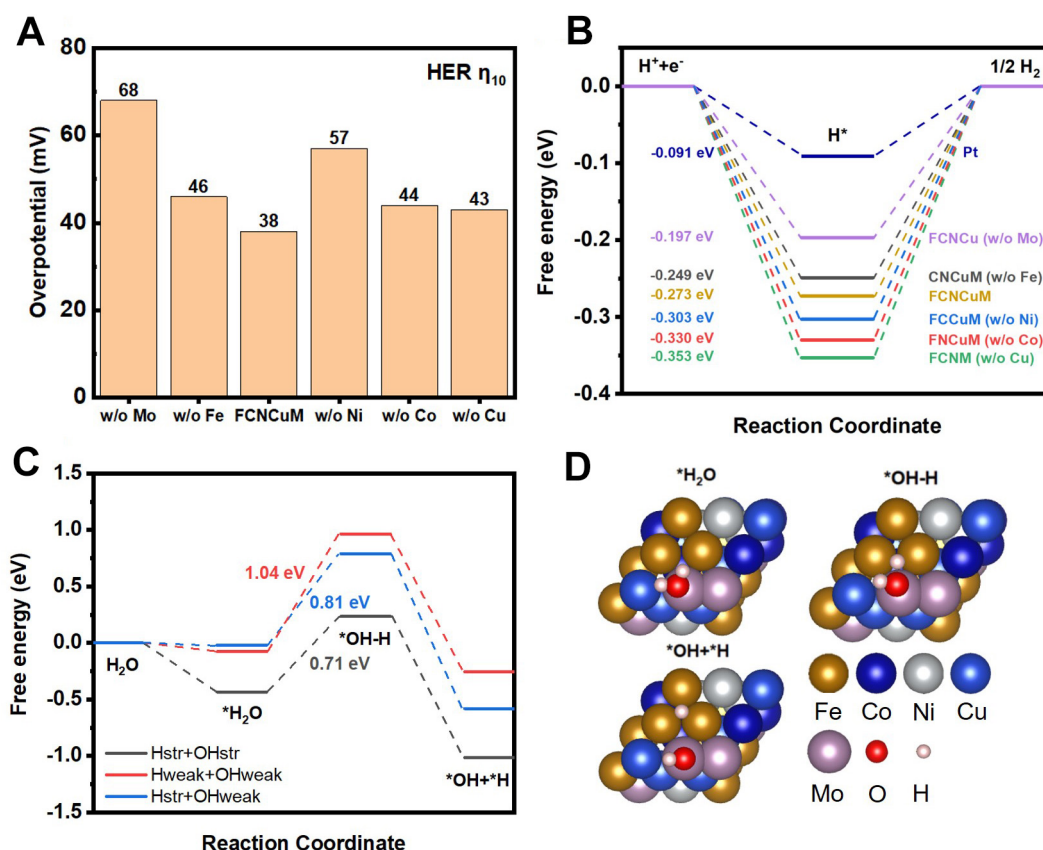 A
80
60
40
20
0
Overpotential (mV)
HER η10
68
46
38
57
44
43
w/o Mo
w/o Fe
FCNCuM
w/o Ni
w/o Co
w/o Cu
B
0.0
-0.1
-0.2
-0.3
-0.4
Free energy (eV)
H⁺+e⁻
1/2 H₂
H*
-0.091 eV
Pt
-0.197 eV
FCNCu (w/o Mo)
-0.249 eV
CNCuM (w/o Fe)
-0.273 eV
FCNCuM
-0.303 eV
FCCuM (w/o Ni)
-0.330 eV
FNCuM (w/o Co)
-0.353 eV
FCNM (w/o Cu)
Reaction Coordinate
C
1.5
1.0
0.5
0.0
-0.5
-1.0
-1.5
Free energy (eV)
1.04 eV
0.81 eV
*OH-H
0.71 eV
H₂O
*H₂O
*OH+*H
Hstr+OHstr
Hweak+OHweak
Hstr+OHweak
Reaction Coordinate
D
*H₂O
*OH-H
*OH+*H
Fe
Co
Ni
Cu
Mo
O
H